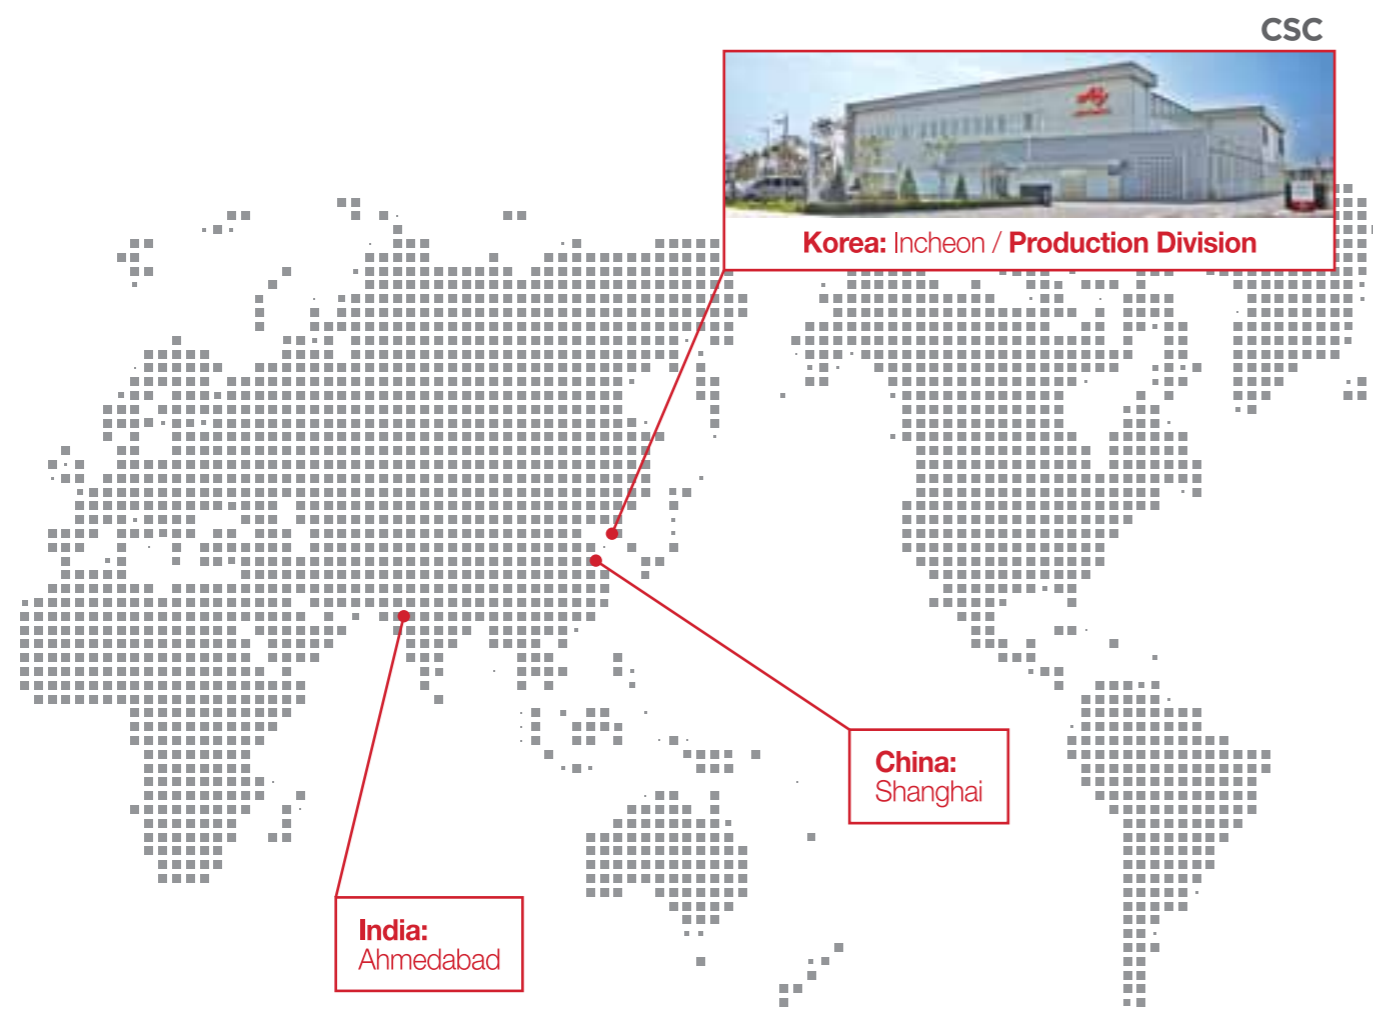 CSC
Korea: Incheon / Production Division
China:
Shanghai
India:
Ahmedabad